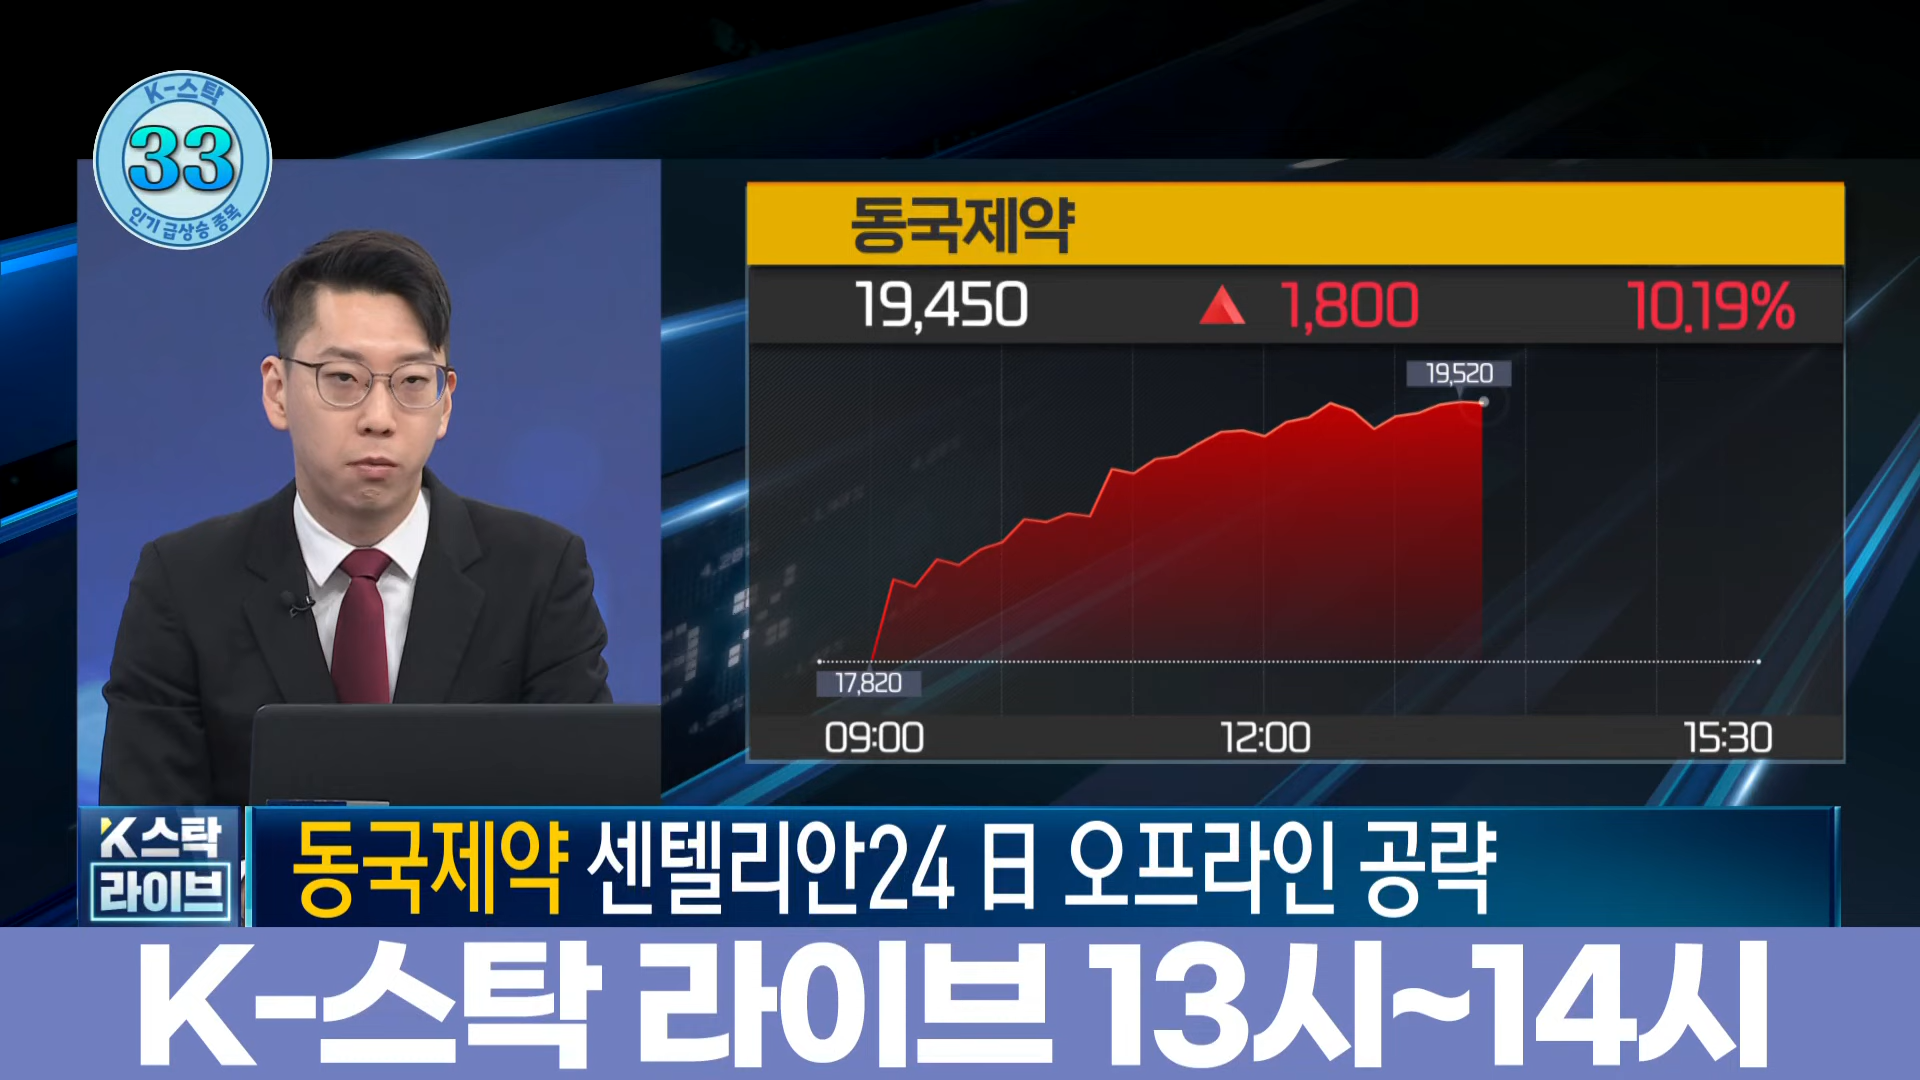 K-스탁
33
인기 급상승 종목
동국제약
19,450 ▲ 1,800 10.19%
19,520
17,820
09:00 12:00 15:30
K스탁
라이브
동국제약 센텔리안24 日 오프라인 공략
K-스탁 라이브 13시~14시